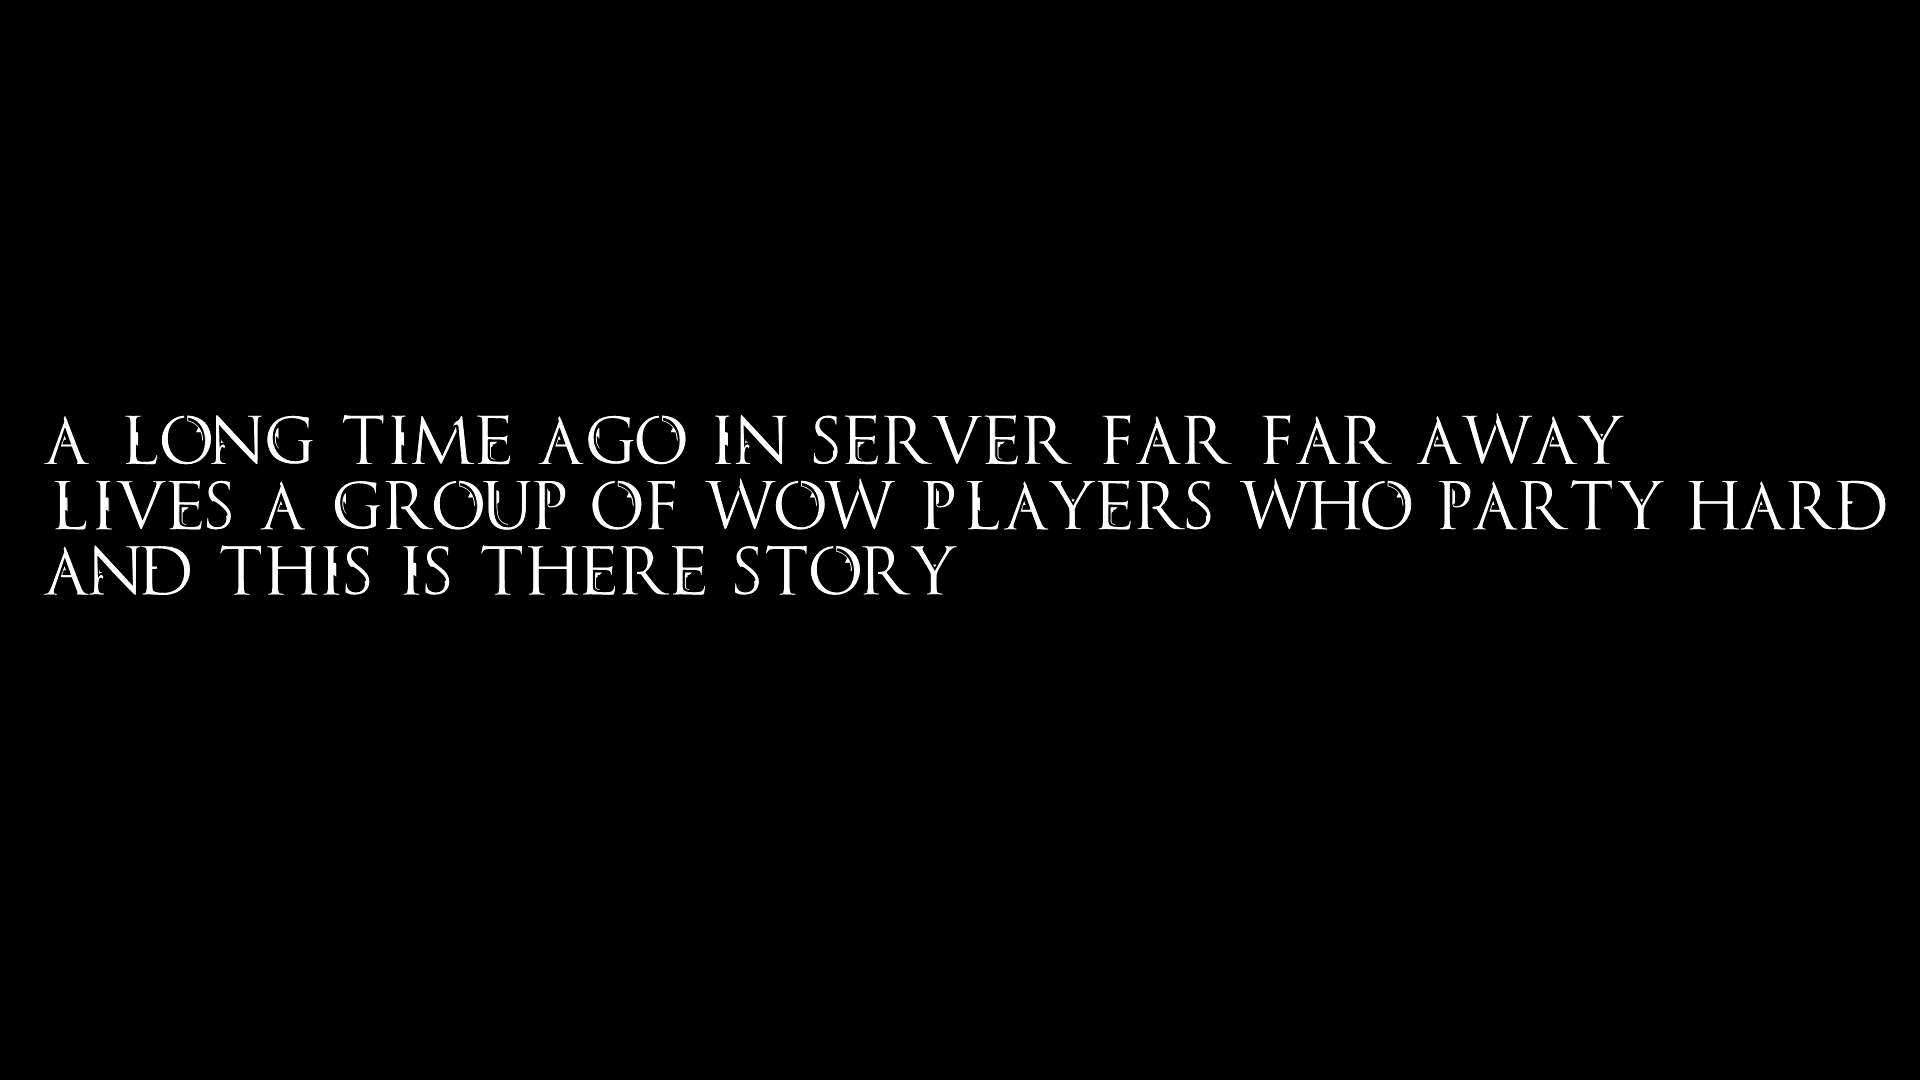 A LONG TIME AGO IN SERVER FAR FAR AWAY
LIVES A GROUP OF WOW PLAYERS WHO PARTY HARD
AND THIS IS THERE STORY